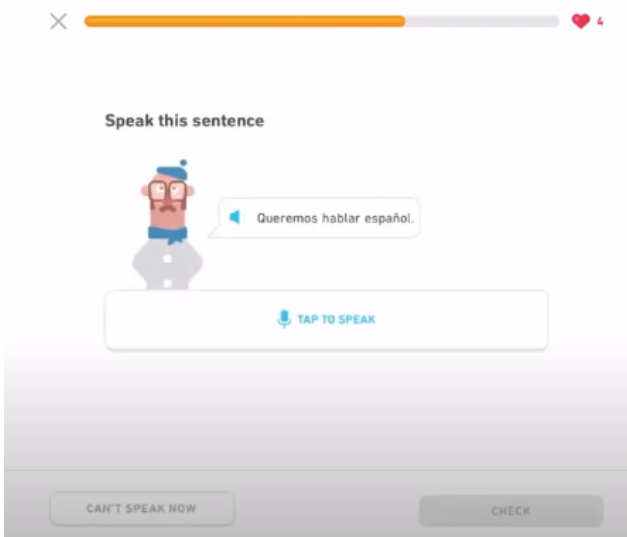 4
Speak this sentence
Queremos hablar español.
TAP TO SPEAK
CAN'T SPEAK NOW
CHECK